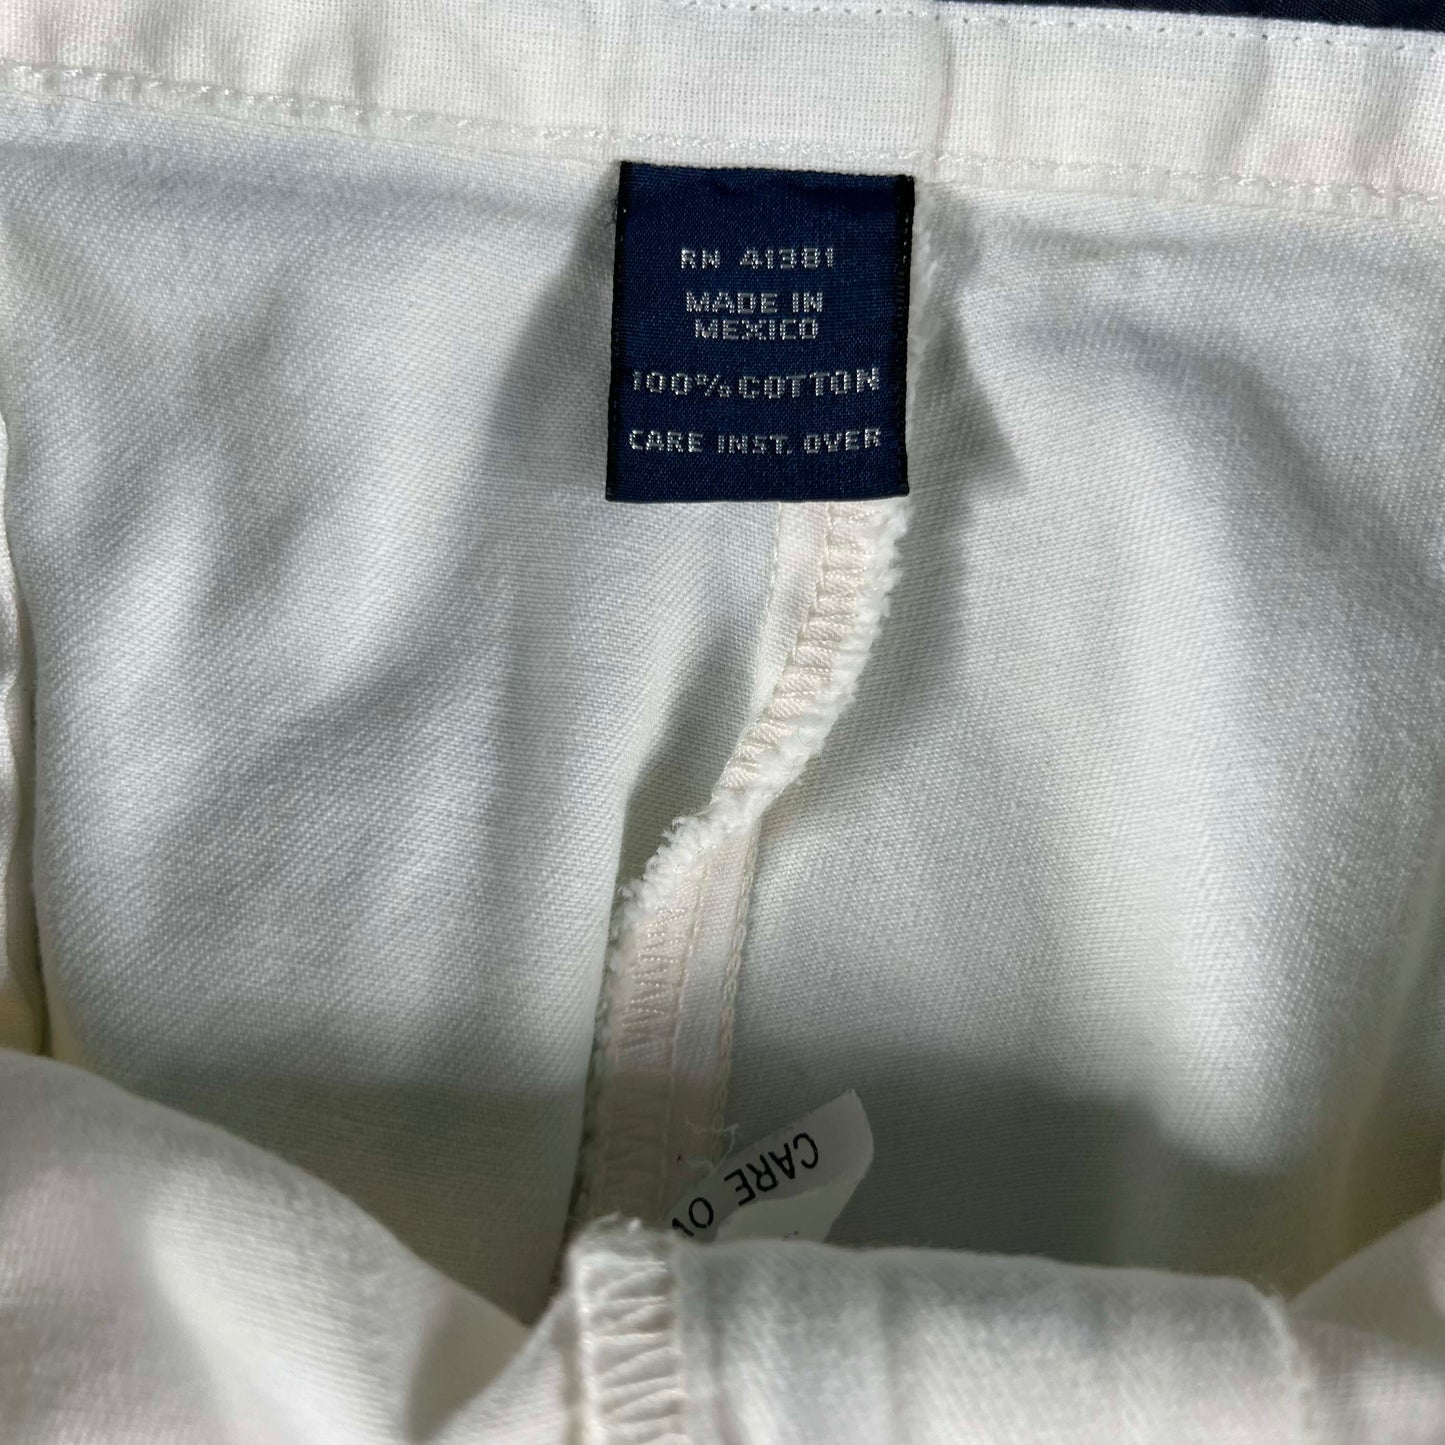 RN 41381
MADE IN
MEXICO
100% COTTON
CARE INST. OVER
CARE